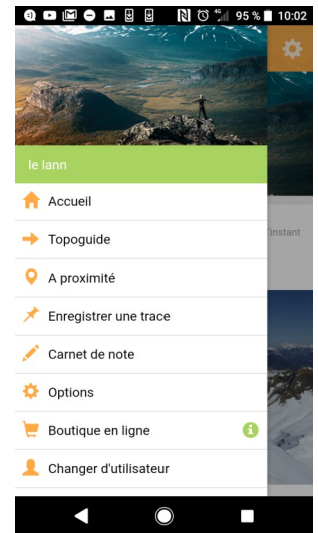 95 % 10:02
le lann
Accueil
Topoguide
A proximité
'instant
Enregistrer une trace
Carnet de note
Options
Boutique en ligne
Changer d'utilisateur